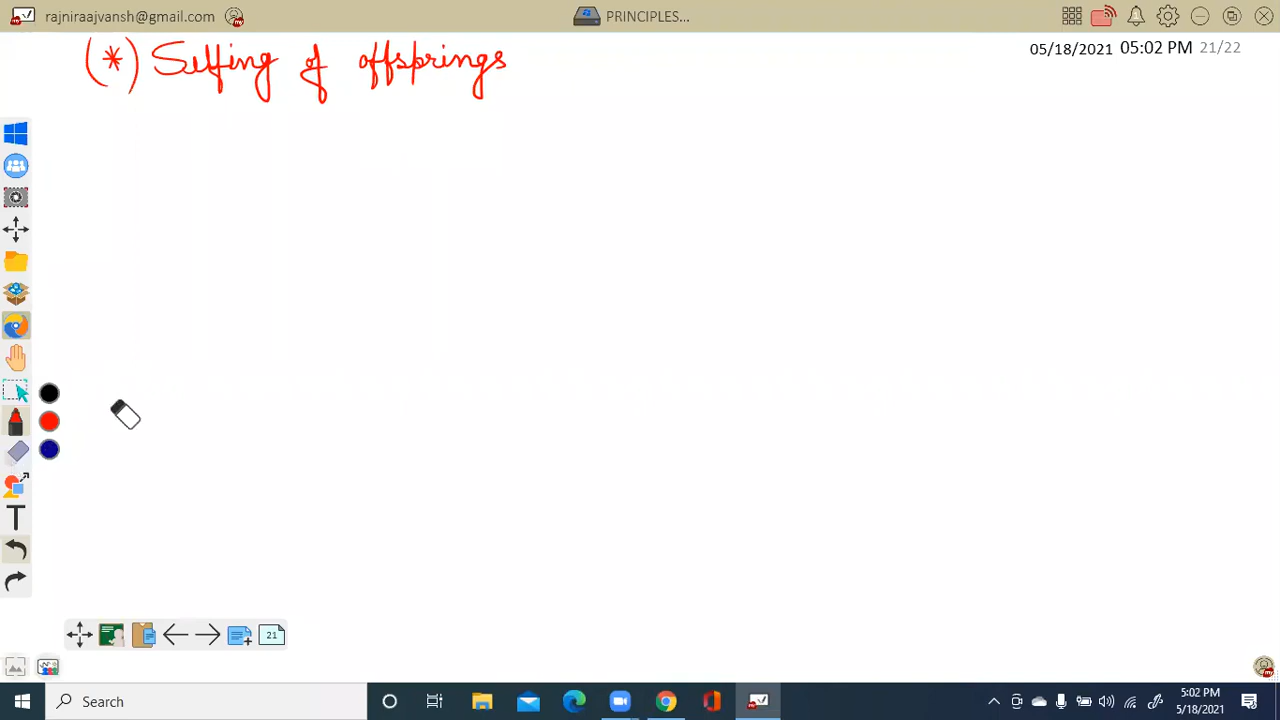 rajniraajvansh@gmail.com
PRINCIPLES...
05/18/2021 05:02 PM 21/22
(*) Selfing of offsprings
T
21
Search
5:02 PM
5/18/2021